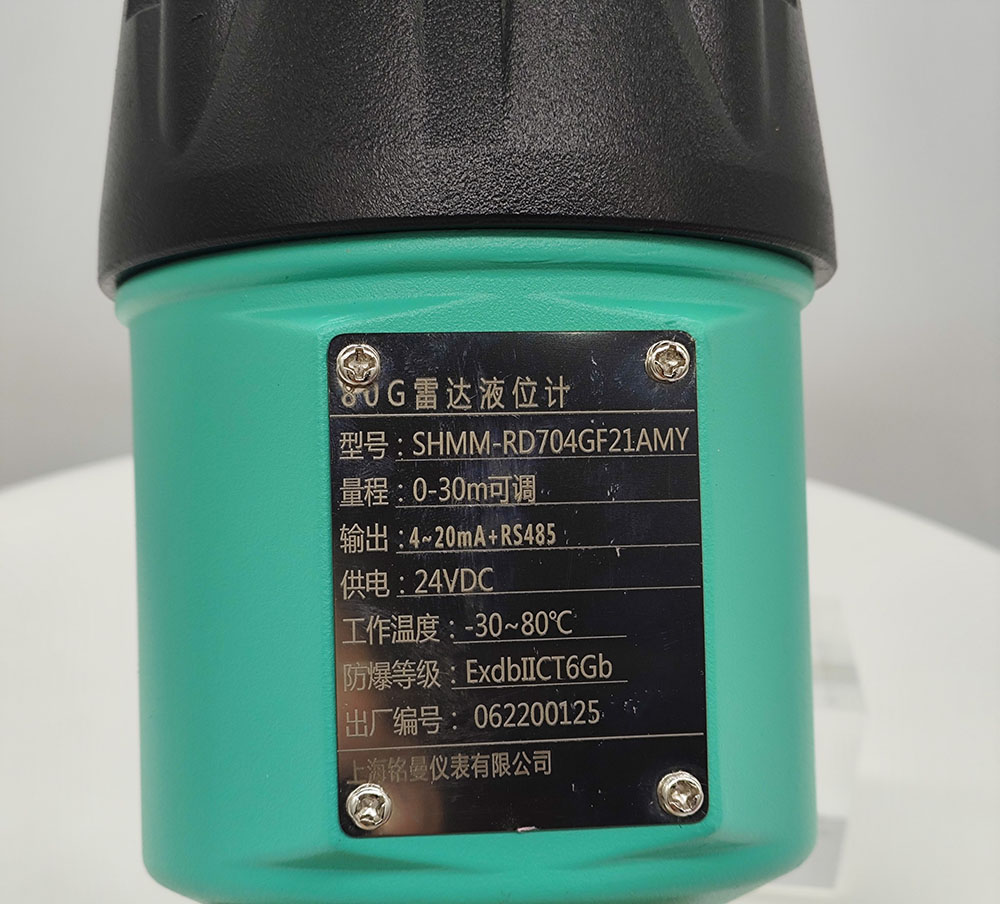 80G雷达液位计
型号：SHMM-RD704GF21AMY
量程：0-30m可调
输出：4~20mA+RS485
供电：24VDC
工作温度：-30~80℃
防爆等级：ExdbⅡCT6Gb
出厂编号：062200125
上海铭曼仪表有限公司